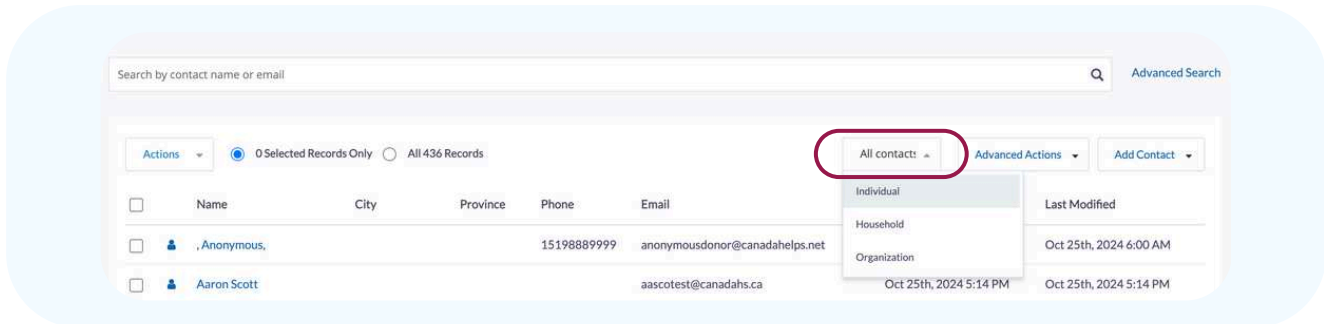 Search by contact name or email
Advanced Search
Actions 0 Selected Records Only All 436 Records All contacts Advanced Actions Add Contact
Individual
Name City Province Phone Email Last Modified
Household
, Anonymous, 15198889999 anonymousdonor@canadahelps.net Oct 25th, 2024 6:00 AM
Organization
Aaron Scott aascotest@canadahs.ca Oct 25th, 2024 5:14 PM Oct 25th, 2024 5:14 PM